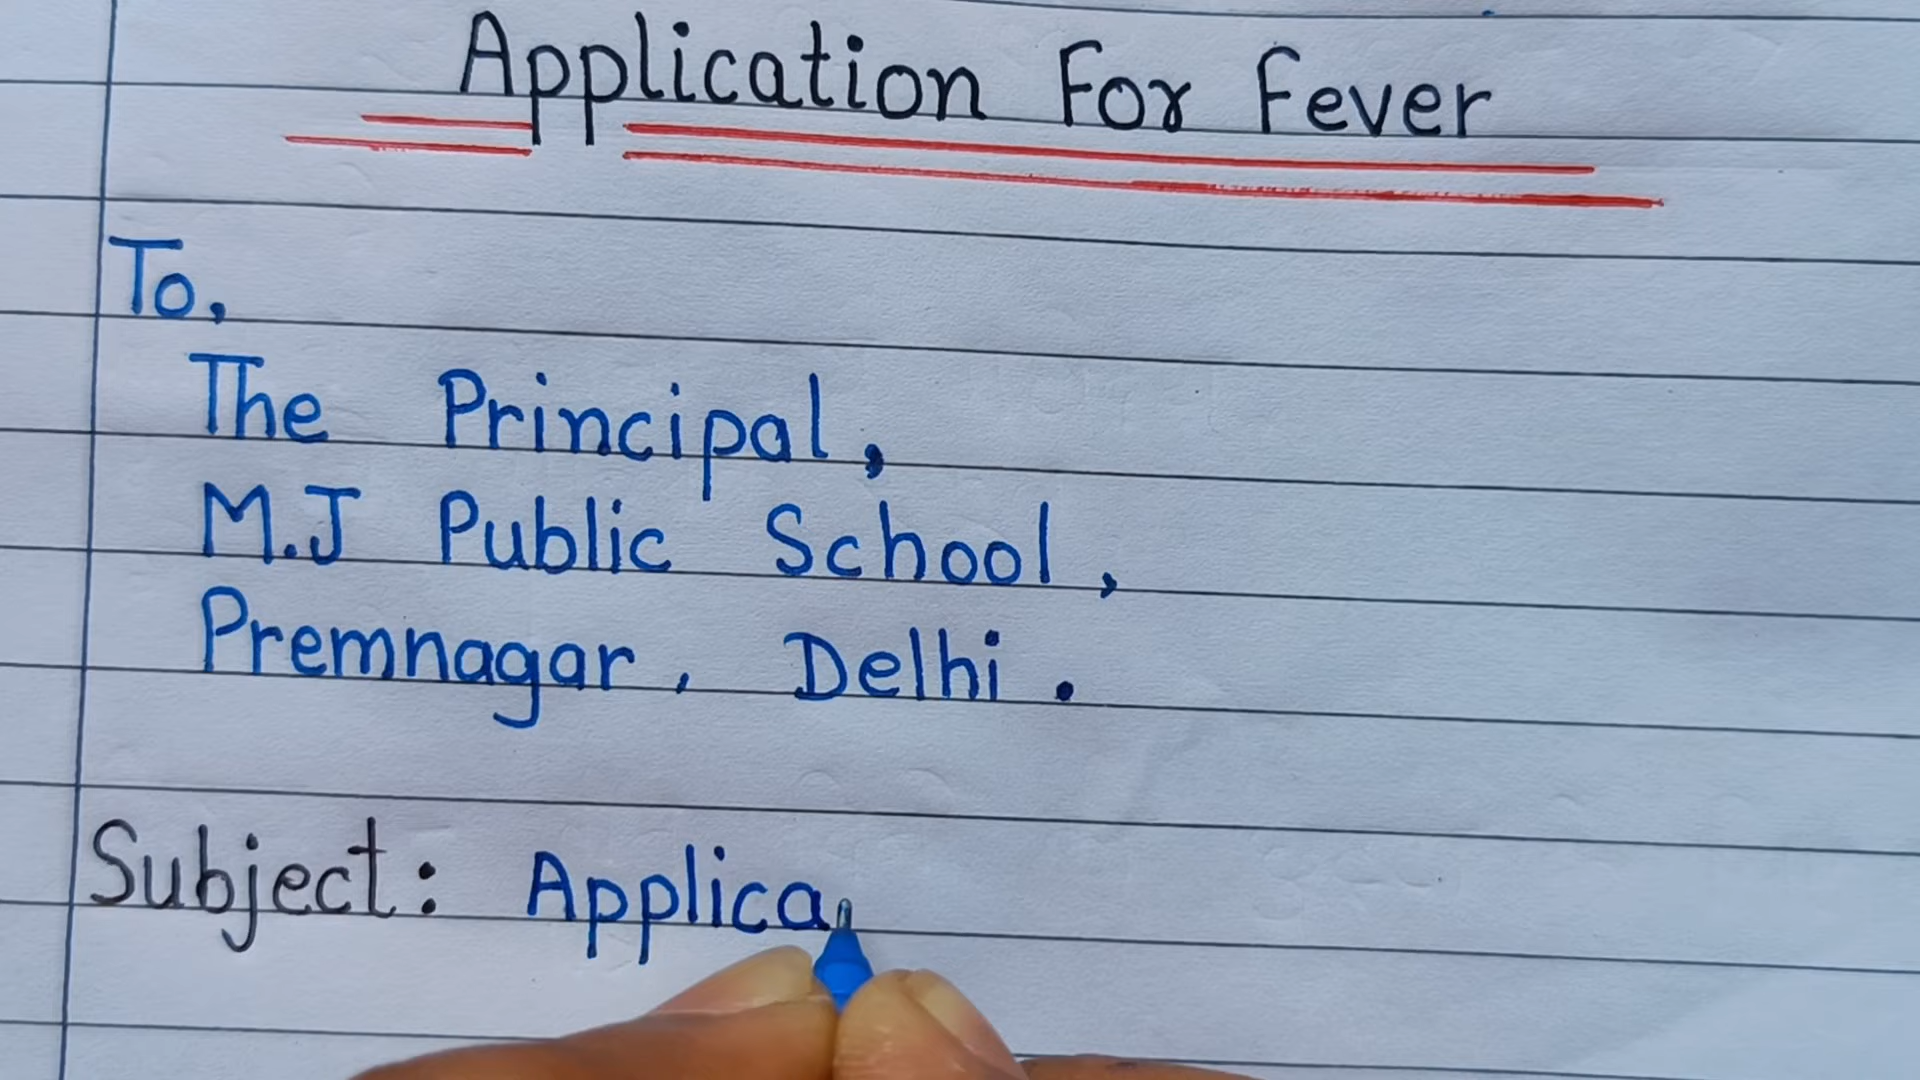 Application For Fever
To,
The Principal,
M.J Public School,
Premnagar, Delhi.
Subject: Applica